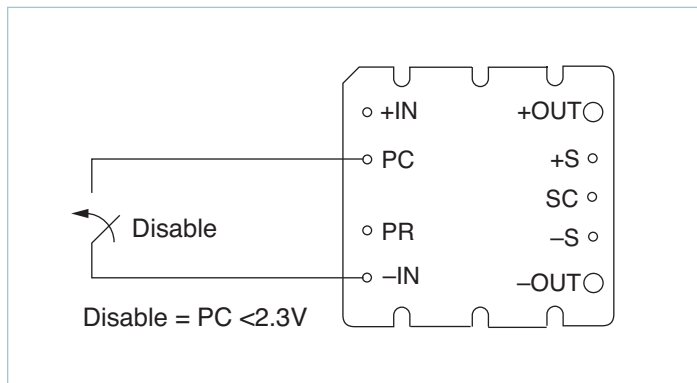 +IN
+OUT
PC
+S
SC
Disable
PR
–S
–IN
–OUT
Disable = PC <2.3V